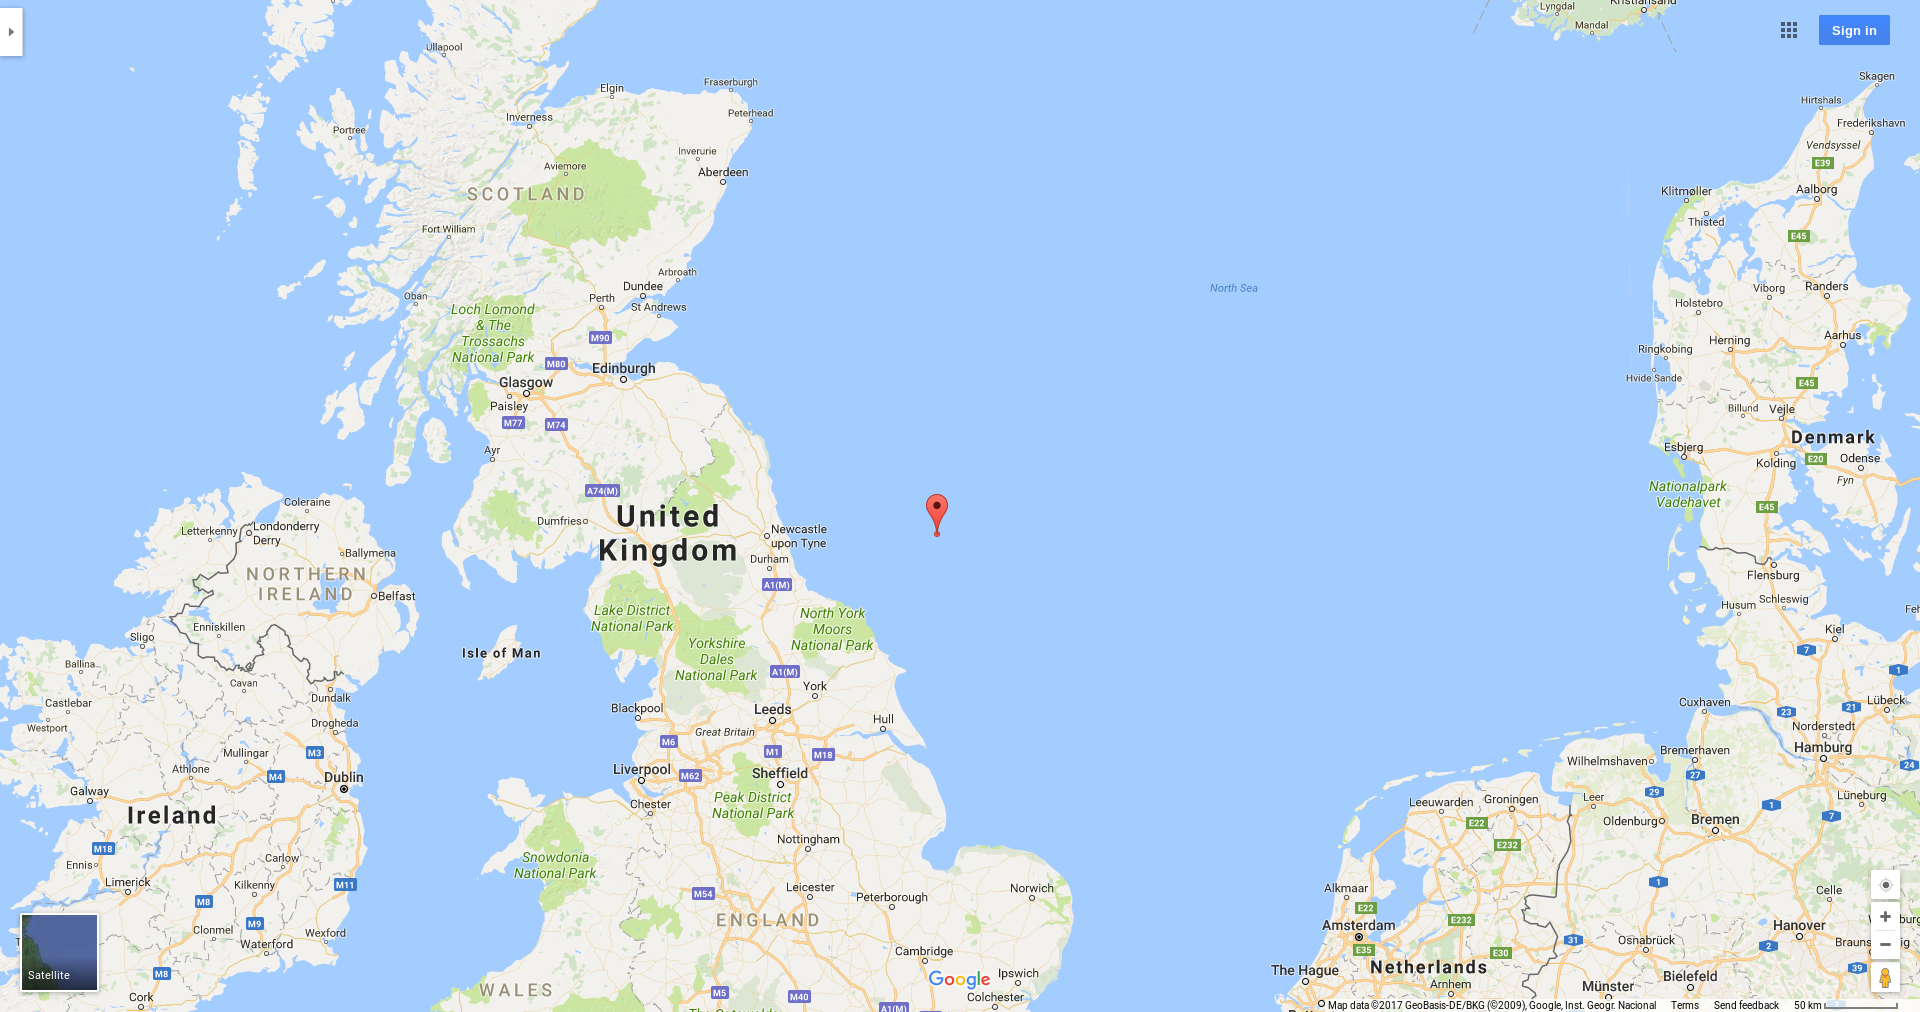 Lyngdal
Kristiansand
Mandal
Sign in
Ullapool
Skagen
Fraserburgh
Elgin
Hirtshals
Peterhead
Inverness
Frederikshavn
Portree
Vendsyssel
Inverurie
E39
Aviemore
Aberdeen
SCOTLAND
Klitmøller
Aalborg
Thisted
Fort William
E45
Arbroath
Dundee
North Sea
Viborg
Randers
Oban
Perth
St Andrews
Holstebro
Loch Lomond
& The
Trossachs
National Park
M90
Aarhus
Herning
Ringkobing
M80
Edinburgh
Hvide Sande
Glasgow
E45
Paisley
Billund
Vejle
M77
M74
Denmark
Ayr
Esbjerg
Kolding
E20
Odense
Fyn
A74(M)
Nationalpark
Vadehavet
Coleraine
E45
United
Kingdom
Dumfries
Londonderry
Derry
Letterkenny
Newcastle
upon Tyne
Ballymena
Durham
NORTHERN
IRELAND
A1(M)
Flensburg
Belfast
Schleswig
Husum
Lake District
National Park
North York
Moors
National Park
Enniskillen
Kiel
Sligo
Yorkshire
Dales
National Park
Isle of Man
7
Ballina
A1(M)
1
Cavan
York
Dundalk
Castlebar
Blackpool
Leeds
Cuxhaven
Lübeck
Hull
23
21
Westport
Drogheda
Great Britain
Norderstedt
M6
Mullingar
M3
M1
M18
Bremerhaven
Hamburg
Athlone
Liverpool
M62
Sheffield
Wilhelmshaven
24
Dublin
M4
27
Galway
Chester
Peak District
National Park
29
Leer
Lüneburg
Leeuwarden
Groningen
1
Ireland
E22
Oldenburg
Bremen
7
Nottingham
M18
E232
Ennis
Carlow
Snowdonia
National Park
Limerick
Kilkenny
M11
M54
Leicester
Peterborough
Norwich
Alkmaar
1
Celle
M8
E22
ENGLAND
E232
M9
Clonmel
Wexford
Amsterdam
Hanover
Waterford
E35
31
Osnabrück
2
Cambridge
E30
Satellite
M8
The Hague
Netherlands
39
Google
Ipswich
Arnhem
Bielefeld
WALES
M5
M40
Münster
Cork
Colchester
A1(M)
Map data ©2017 GeoBasis-DE/BKG (©2009), Google, Inst. Geogr. Nacional
Terms
Send feedback
50 km